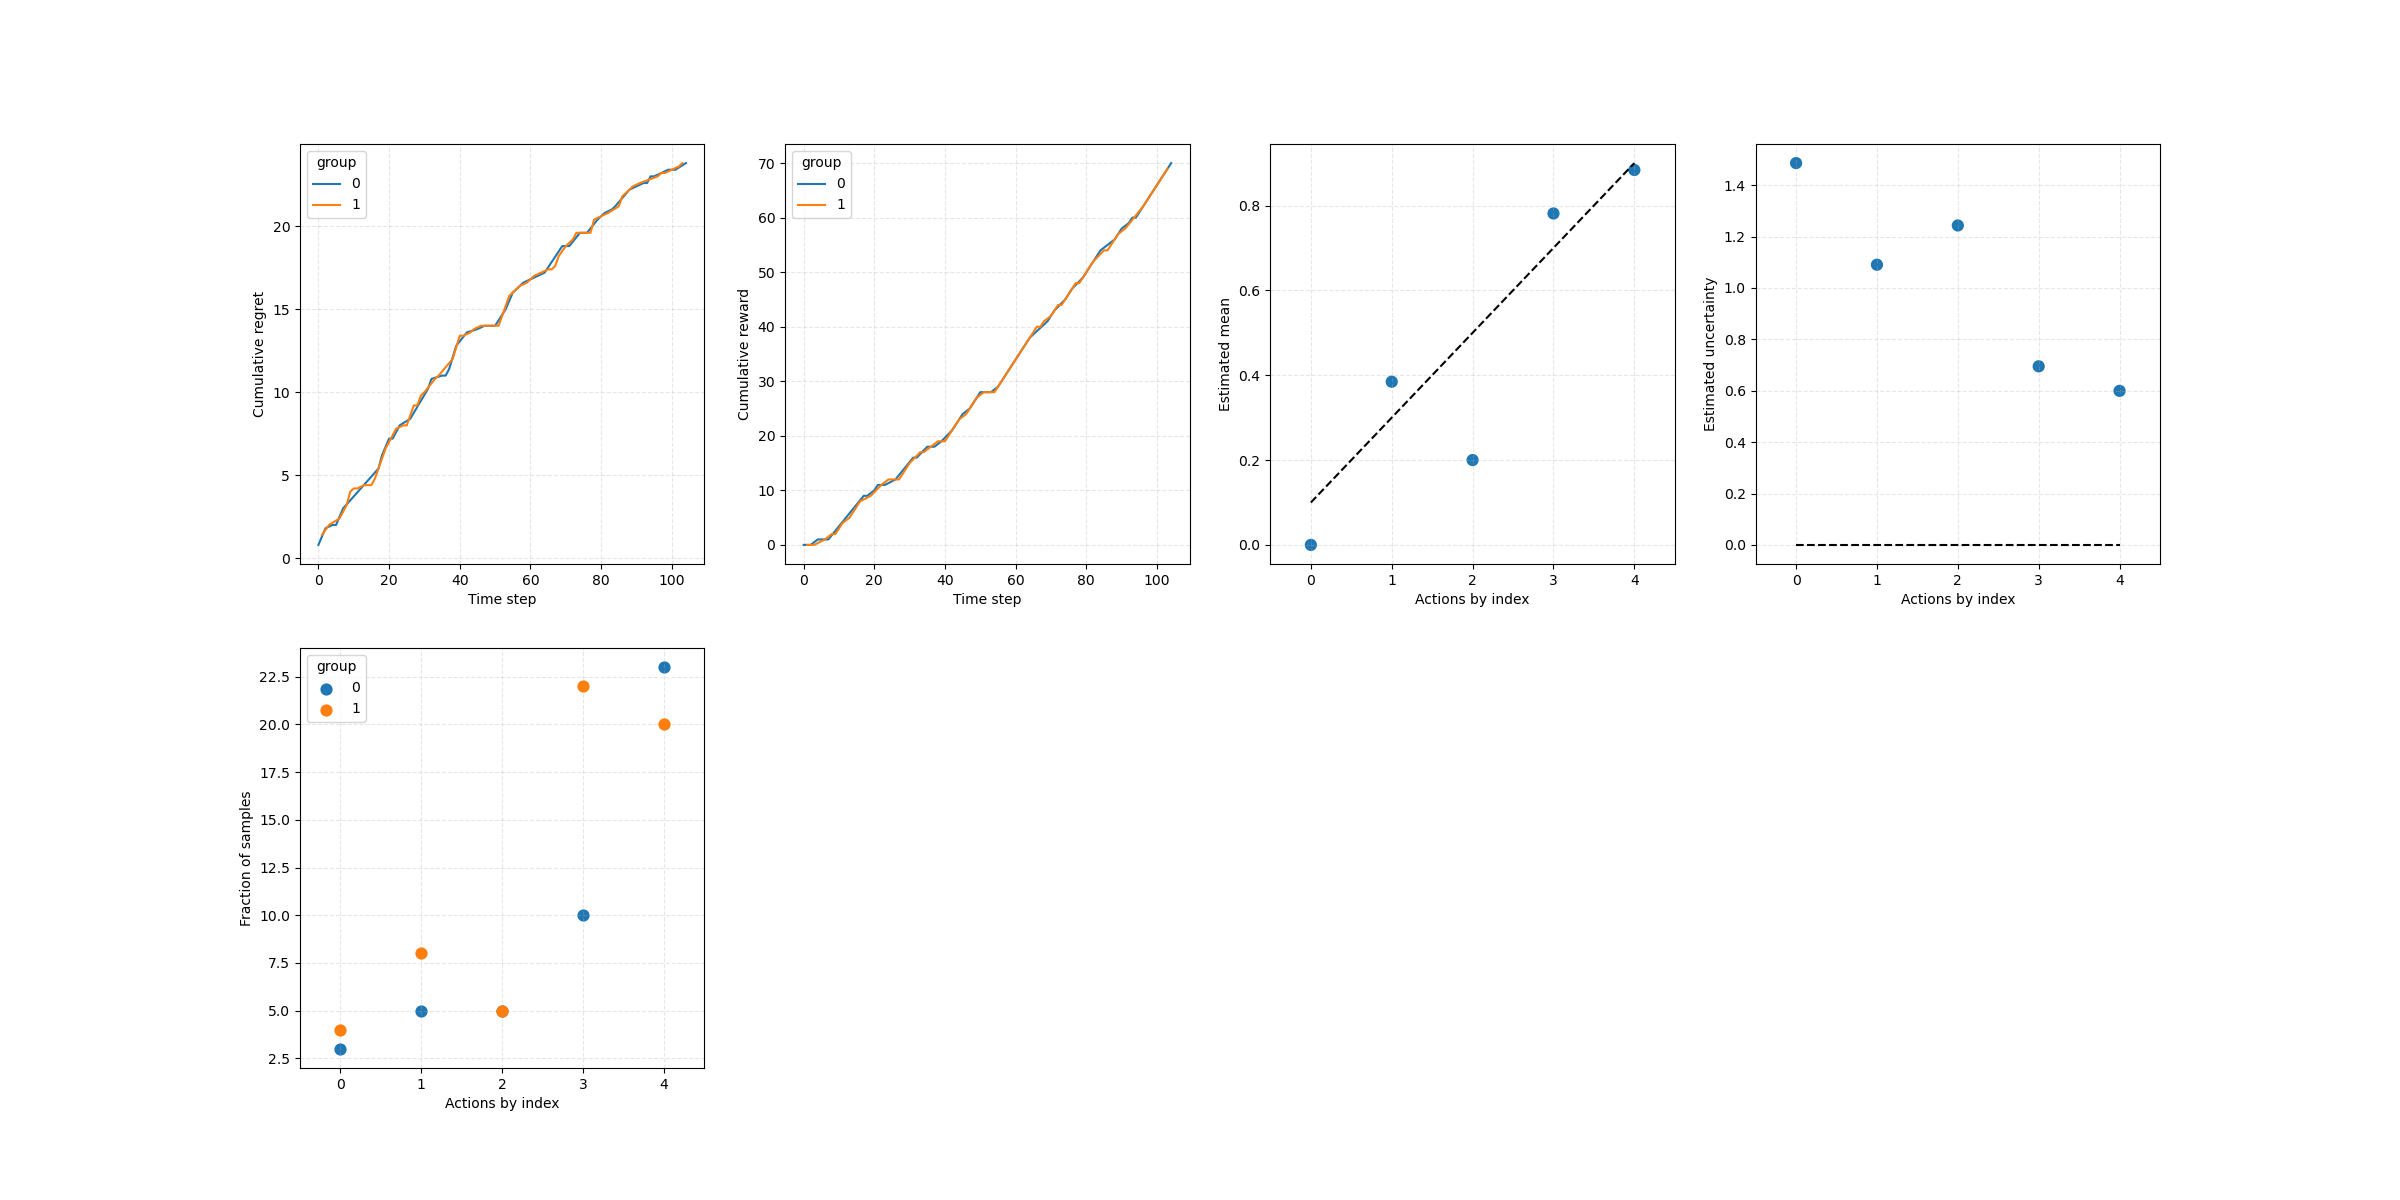 group
0
1
20
15
10
5
0
Cumulative regret
0 20 40 60 80 100
Time step
group
0
1
70
60
50
40
30
20
10
0
Cumulative reward
0 20 40 60 80 100
Time step
0.8
0.6
0.4
0.2
0.0
Estimated mean
0 1 2 3 4
Actions by index
1.4
1.2
1.0
0.8
0.6
0.4
0.2
0.0
Estimated uncertainty
0 1 2 3 4
Actions by index
group
0
1
22.5
20.0
17.5
15.0
12.5
10.0
7.5
5.0
2.5
Fraction of samples
0 1 2 3 4
Actions by index